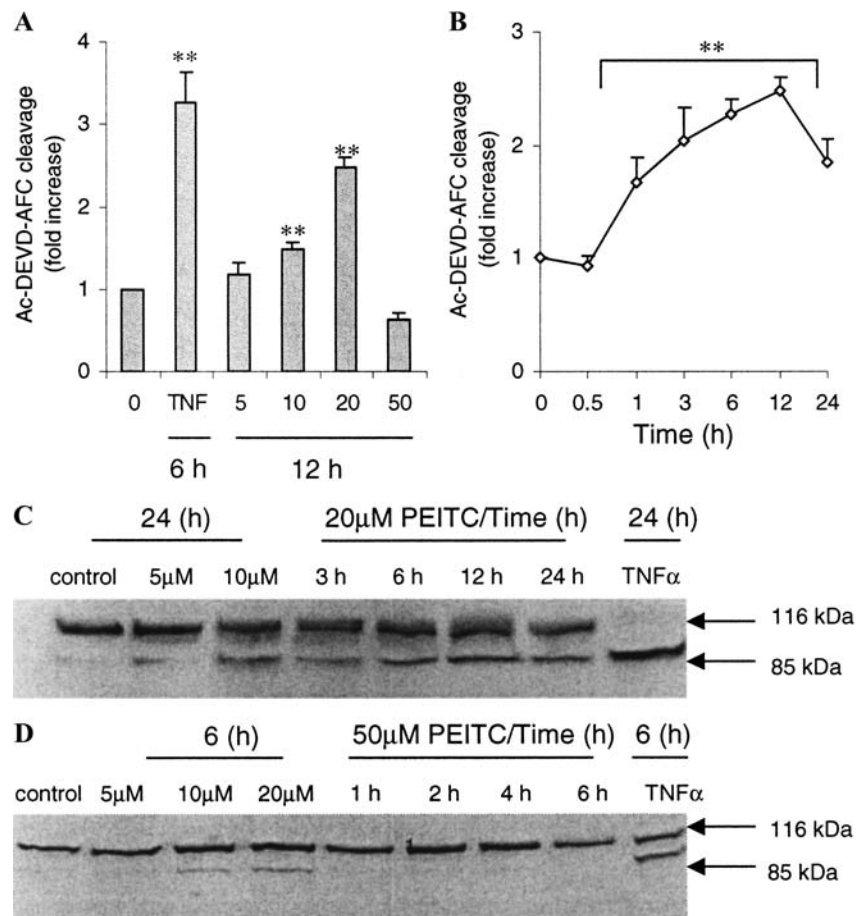 A
Ac-DEVD-AFC cleavage
(fold increase)
4
3
2
1
0
**
**
**
0 TNF 5 10 20 50
6 h 12 h
B
Ac-DEVD-AFC cleavage
(fold increase)
3
2
1
0
**
0 0.5 1 3 6 12 24
Time (h)
C
24 (h) 20µM PEITC/Time (h) 24 (h)
control 5µM 10µM 3 h 6 h 12 h 24 h TNFα
116 kDa
85 kDa
D
6 (h) 50µM PEITC/Time (h) 6 (h)
control 5µM 10µM 20µM 1 h 2 h 4 h 6 h TNFα
116 kDa
85 kDa